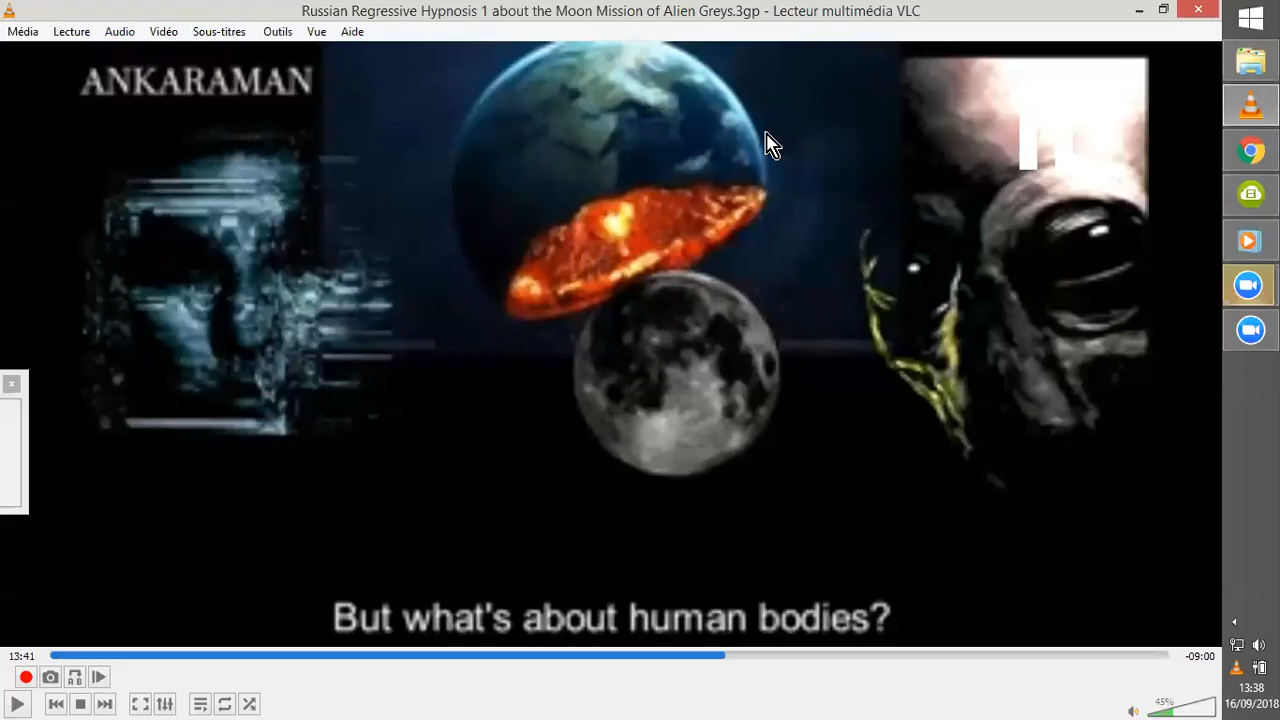 Russian Regressive Hypnosis 1 about the Moon Mission of Alien Greys.3gp - Lecteur multimédia VLC
Média Lecture Audio Vidéo Sous-titres Outils Vue Aide
ANKARAMAN
But what's about human bodies?
13:41
-09:00
A B
45%
13:38
16/09/2018